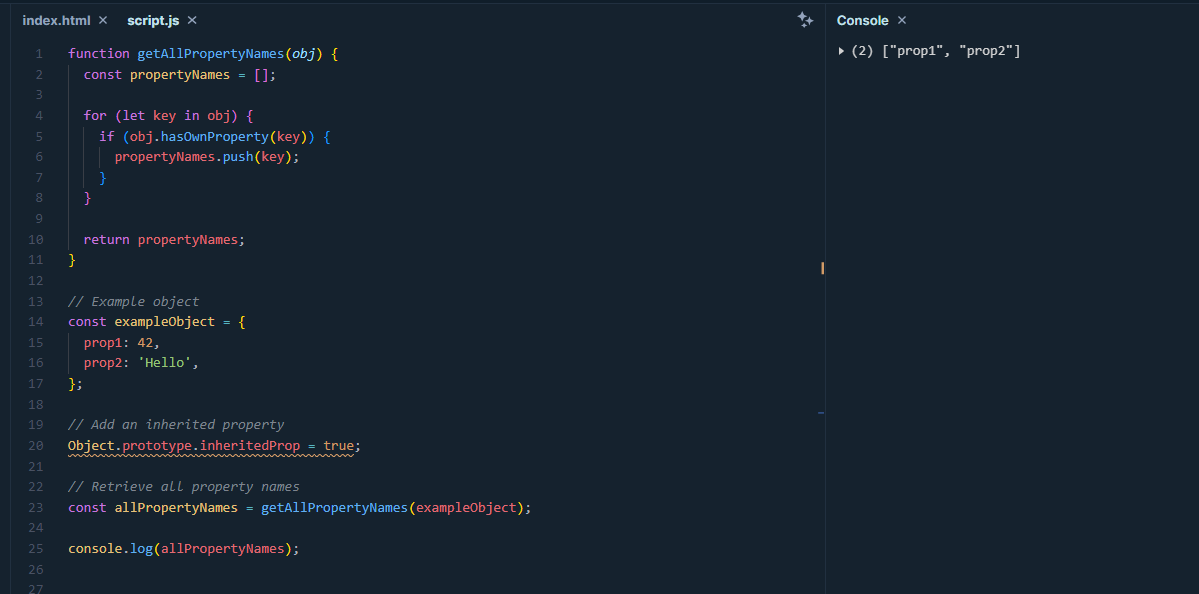 index.html × script.js ×
1 function getAllPropertyNames(obj) {
2 const propertyNames = [];
3
4 for (let key in obj) {
5 if (obj.hasOwnProperty(key)) {
6 propertyNames.push(key);
7 }
8 }
9
10 return propertyNames;
11 }
12
13 // Example object
14 const exampleObject = {
15 prop1: 42,
16 prop2: 'Hello',
17 };
18
19 // Add an inherited property
20 Object.prototype.inheritedProp = true;
21
22 // Retrieve all property names
23 const allPropertyNames = getAllPropertyNames(exampleObject);
24
25 console.log(allPropertyNames);
26
27
Console ×
(2) ["prop1", "prop2"]